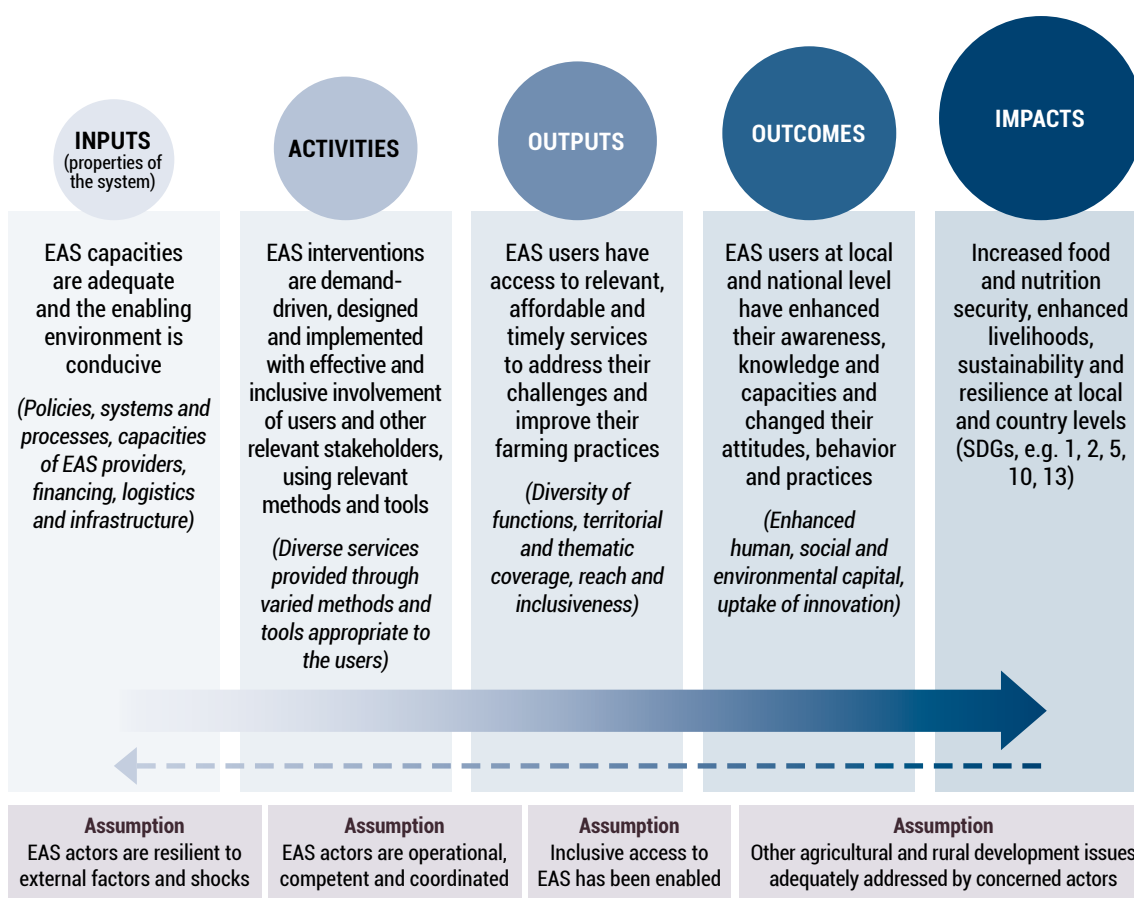 INPUTS
(properties of
the system)
ACTIVITIES
OUTPUTS
OUTCOMES
IMPACTS
EAS capacities
are adequate
and the enabling
environment is
conducive
(Policies, systems and
processes, capacities
of EAS providers,
financing, logistics
and infrastructure)
EAS interventions
are demand-
driven, designed
and implemented
with effective and
inclusive involvement
of users and other
relevant stakeholders,
using relevant
methods and tools
(Diverse services
provided through
varied methods and
tools appropriate to
the users)
EAS users have
access to relevant,
affordable and
timely services
to address their
challenges and
improve their
farming practices
(Diversity of
functions, territorial
and thematic
coverage, reach and
inclusiveness)
EAS users at local
and national level
have enhanced
their awareness,
knowledge and
capacities and
changed their
attitudes, behavior
and practices
(Enhanced
human, social and
environmental capital,
uptake of innovation)
Increased food
and nutrition
security, enhanced
livelihoods,
sustainability and
resilience at local
and country levels
(SDGs, e.g. 1, 2, 5,
10, 13)
Assumption
EAS actors are resilient to
external factors and shocks
Assumption
EAS actors are operational,
competent and coordinated
Assumption
Inclusive access to
EAS has been enabled
Assumption
Other agricultural and rural development issues
adequately addressed by concerned actors